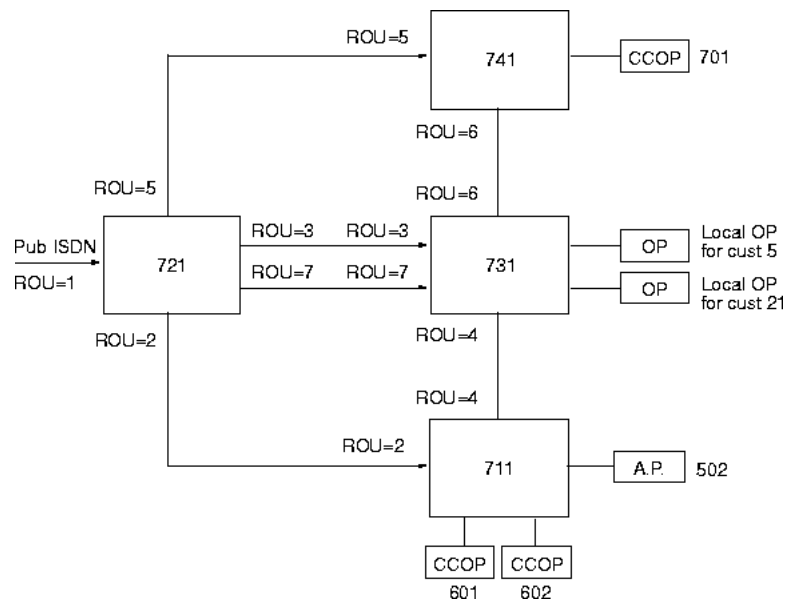 ROU=5
741
CCOP
701
ROU=6
ROU=5
ROU=6
Pub ISDN
ROU=1
721
ROU=3
ROU=3
ROU=7
ROU=7
731
OP
Local OP
for cust 5
OP
Local OP
for cust 21
ROU=2
ROU=4
ROU=4
ROU=2
711
A.P.
502
CCOP
CCOP
601
602